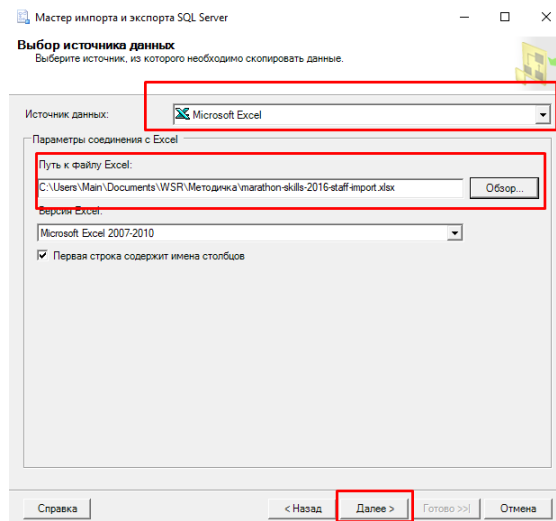 Мастер импорта и экспорта SQL Server
Выбор источника данных
Выберите источник, из которого необходимо скопировать данные.
Источник данных: Microsoft Excel
Параметры соединения с Excel
Путь к файлу Excel:
C:\Users\Main\Documents\WSR\Методичка\marathon-skills-2016-staff-import.xlsx Обзор...
Версия Excel:
Microsoft Excel 2007-2010
Первая строка содержит имена столбцов
Справка < Назад Далее > Готово >>| Отмена